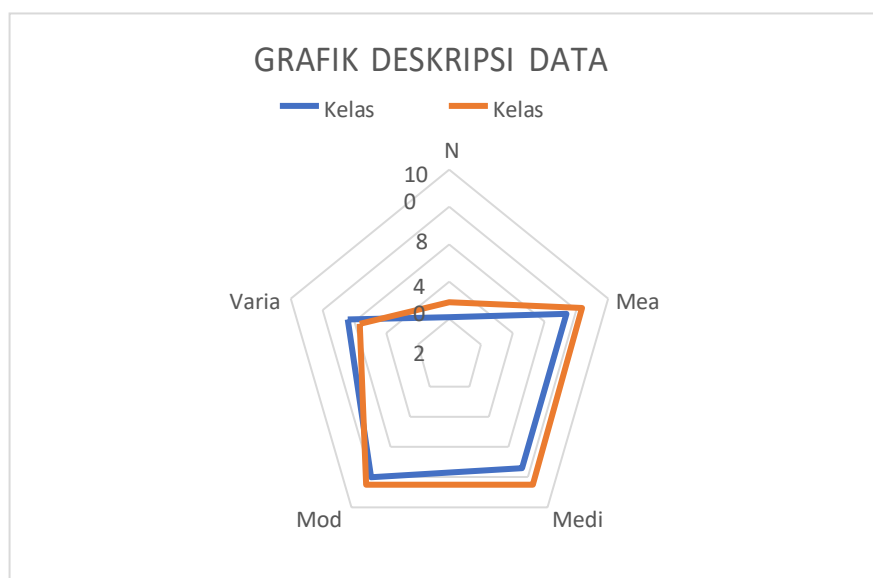 GRAFIK DESKRIPSI DATA
Kelas Kelas
N
10
0
8
4
0
2
Varia
Mea
Mod
Medi